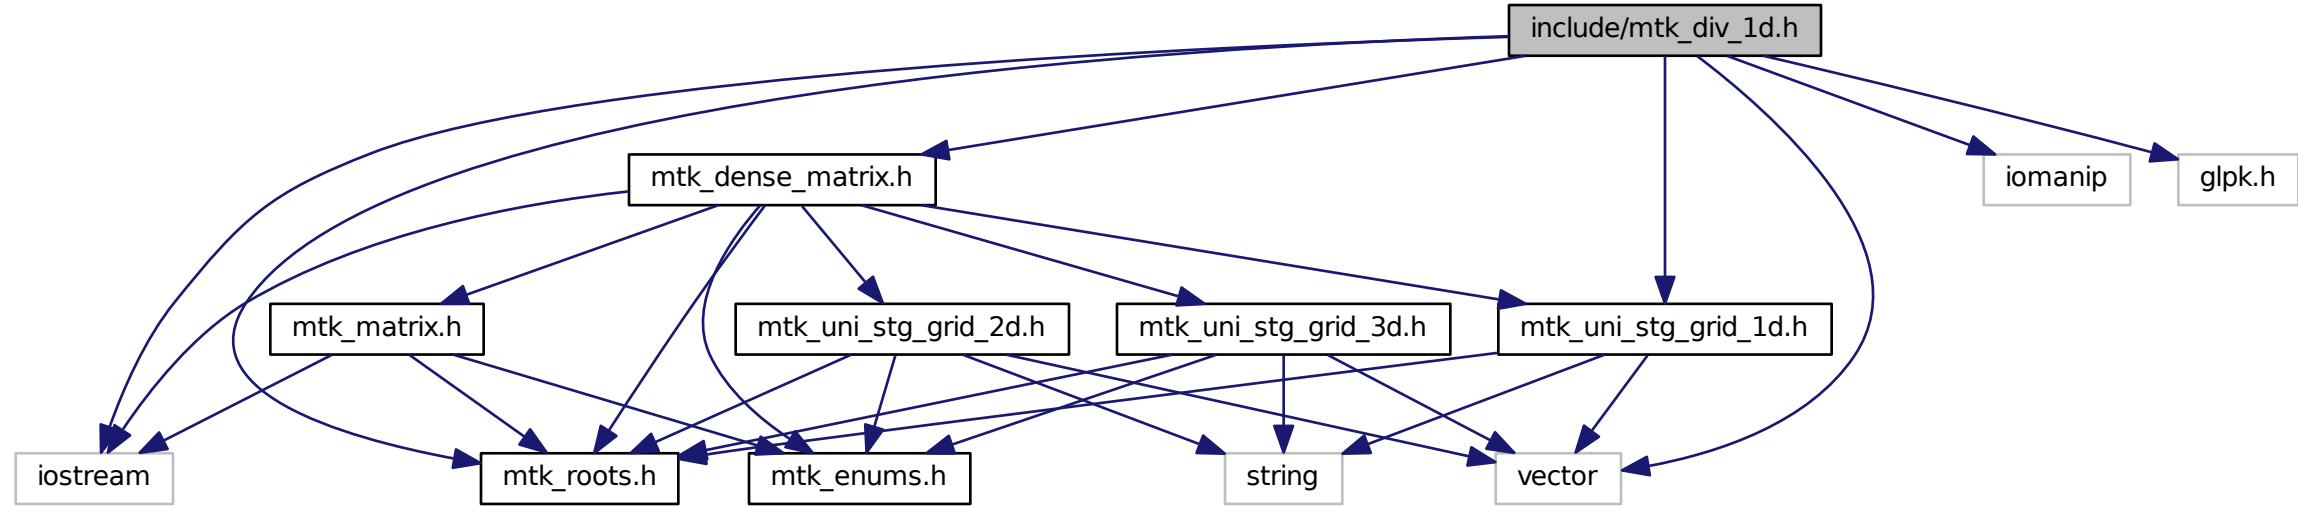 include/mtk_div_1d.h
mtk_dense_matrix.h
iomanip
glpk.h
mtk_matrix.h
mtk_uni_stg_grid_2d.h
mtk_uni_stg_grid_3d.h
mtk_uni_stg_grid_1d.h
iostream
mtk_roots.h
mtk_enums.h
string
vector